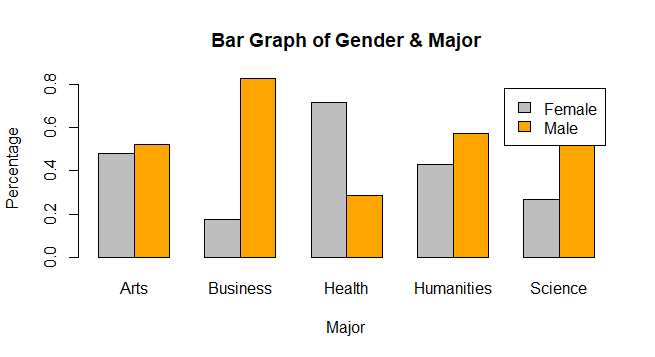 Bar Graph of Gender & Major
Percentage
0.8
0.6
0.4
0.2
0.0
Female
Male
Arts Business Health Humanities Science
Major